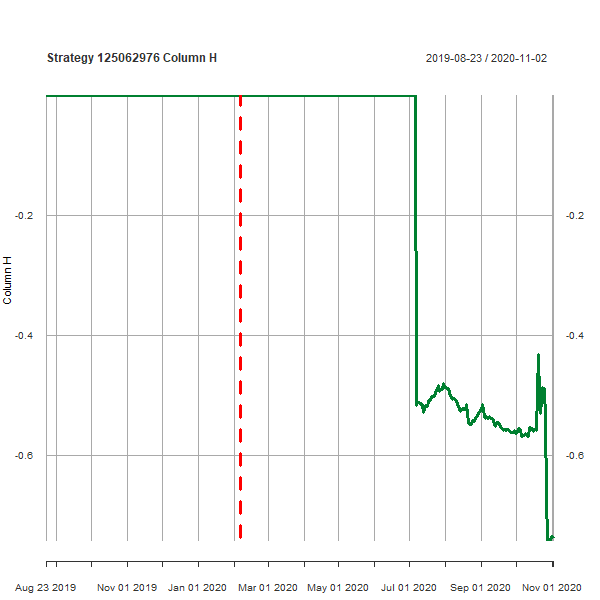 Strategy 125062976 Column H
2019-08-23 / 2020-11-02
-0.2
-0.2
-0.4
-0.4
-0.6
-0.6
Column H
Aug 23 2019
Nov 01 2019
Jan 01 2020
Mar 01 2020
May 01 2020
Jul 01 2020
Sep 01 2020
Nov 01 2020